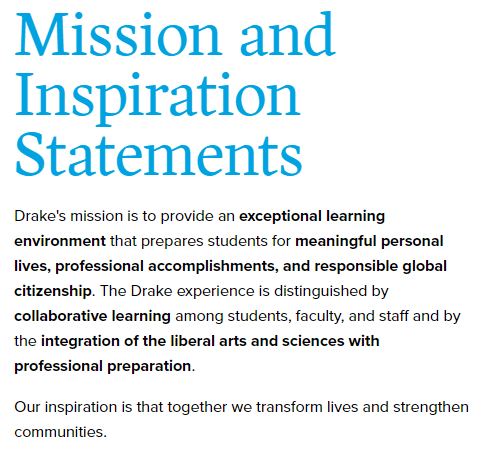 Mission and
Inspiration
Statements
Drake's mission is to provide an exceptional learning
environment that prepares students for meaningful personal
lives, professional accomplishments, and responsible global
citizenship. The Drake experience is distinguished by
collaborative learning among students, faculty, and staff and by
the integration of the liberal arts and sciences with
professional preparation.
Our inspiration is that together we transform lives and strengthen
communities.